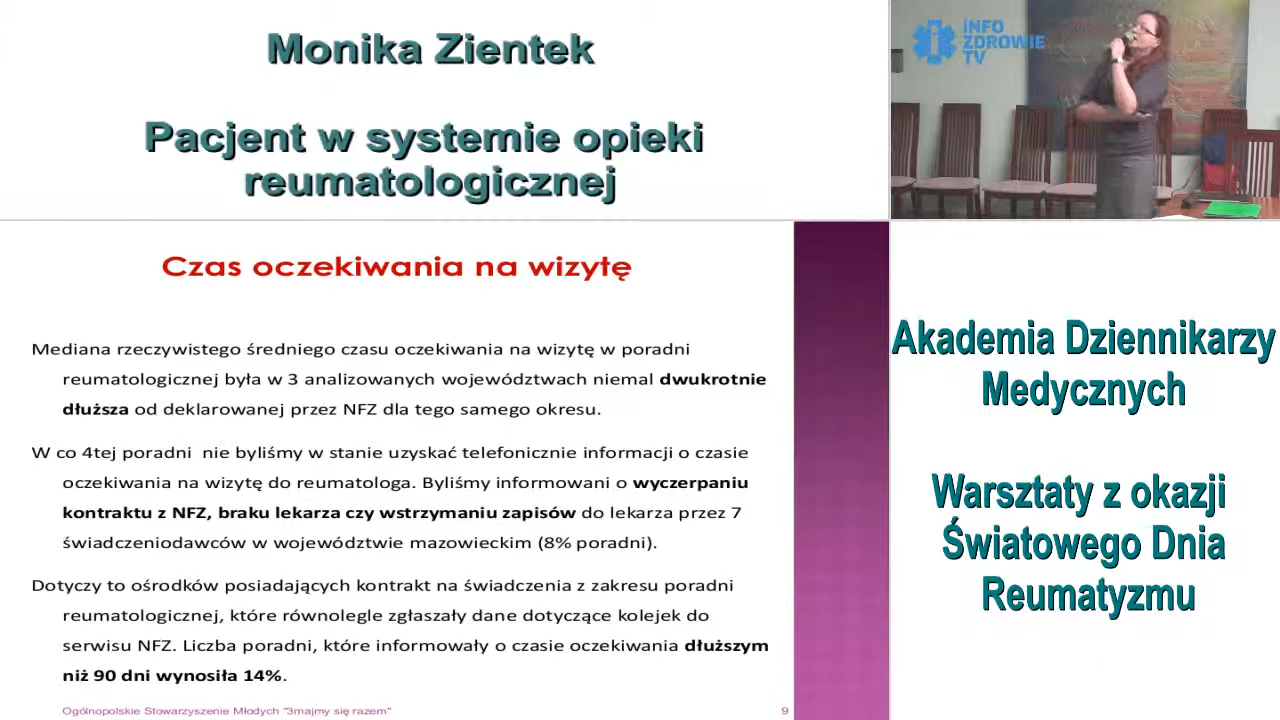 Monika Zientek
Pacjent w systemie opieki
reumatologicznej
INFO
ZDROWIE
TV
Czas oczekiwania na wizytę
Mediana rzeczywistego średniego czasu oczekiwania na wizytę w poradni
reumatologicznej była w 3 analizowanych województwach niemal dwukrotnie
dłuższa od deklarowanej przez NFZ dla tego samego okresu.
W co 4tej poradni nie byliśmy w stanie uzyskać telefonicznie informacji o czasie
oczekiwania na wizytę do reumatologa. Byliśmy informowani o wyczerpaniu
kontraktu z NFZ, braku lekarza czy wstrzymaniu zapisów do lekarza przez 7
świadczeniodawców w województwie mazowieckim (8% poradni).
Dotyczy to ośrodków posiadających kontrakt na świadczenia z zakresu poradni
reumatologicznej, które równolegle zgłaszały dane dotyczące kolejek do
serwisu NFZ. Liczba poradni, które informowały o czasie oczekiwania dłuższym
niż 90 dni wynosiła 14%.
Ogólnopolskie Stowarzyszenie Młodych "3majmy się razem"
9
Akademia Dziennikarzy
Medycznych
Warsztaty z okazji
Światowego Dnia
Reumatyzmu